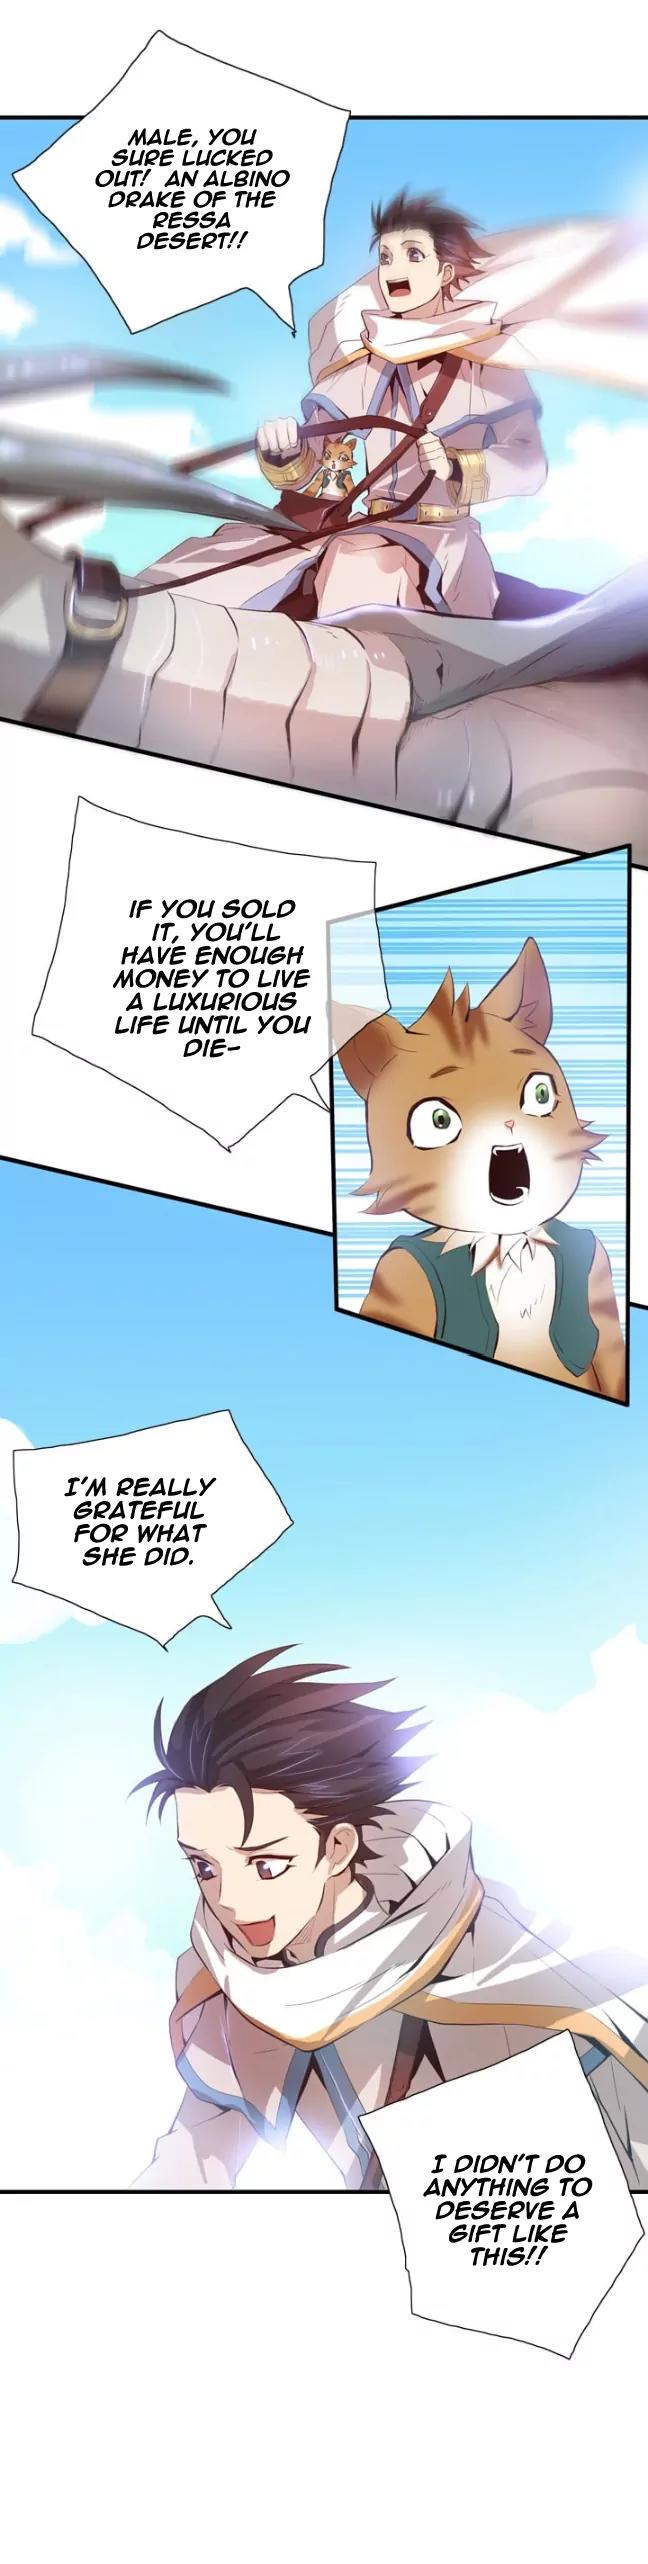 MALE, YOU
SURE LUCKED
OUT! AN ALBINO
DRAKE OF THE
RESSA
DESERT!!
IF YOU SOLD
IT, YOU'LL
HAVE ENOUGH
MONEY TO LIVE
A LUXURIOUS
LIFE UNTIL YOU
DIE-
I'M REALLY
GRATEFUL
FOR WHAT
SHE DID.
I DIDN'T DO
ANYTHING TO
DESERVE A
GIFT LIKE
THIS!!